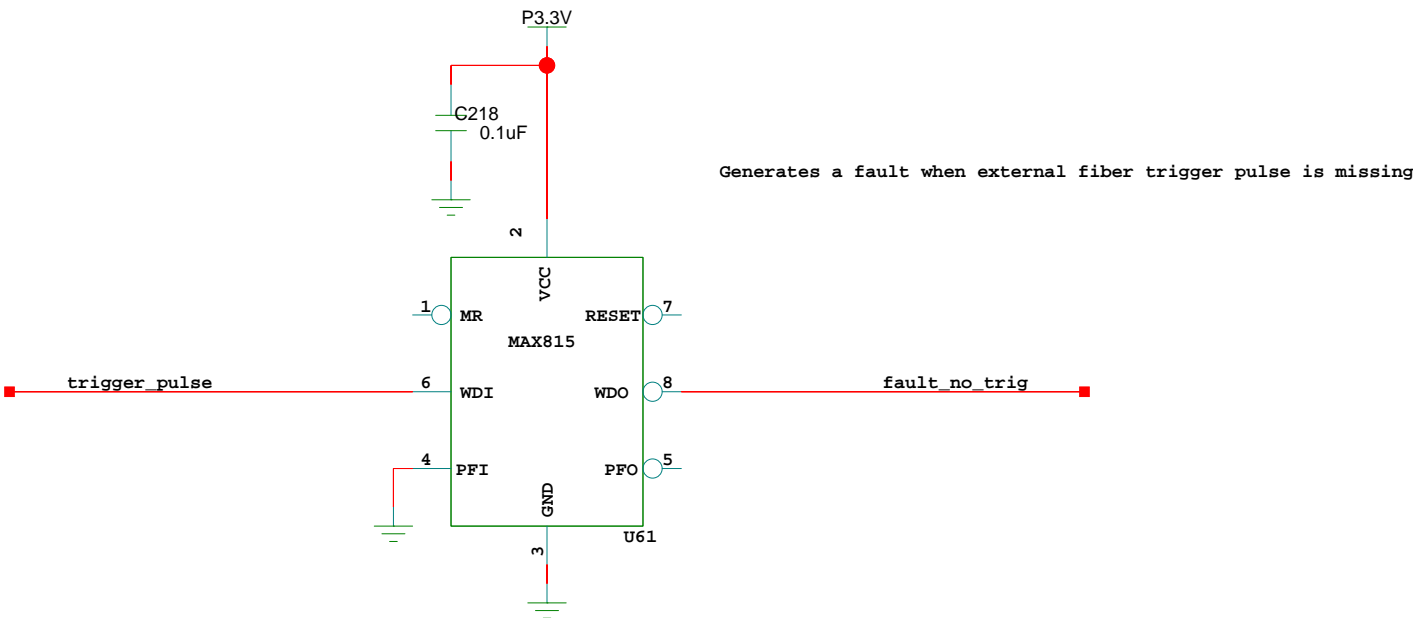 P3.3V
C218
0.1uF
Generates a fault when external fiber trigger pulse is missing
2
VCC
1
MR
RESET
7
MAX815
trigger_pulse
6
WDI
WDO
8
fault_no_trig
4
PFI
PFO
5
GND
U61
3